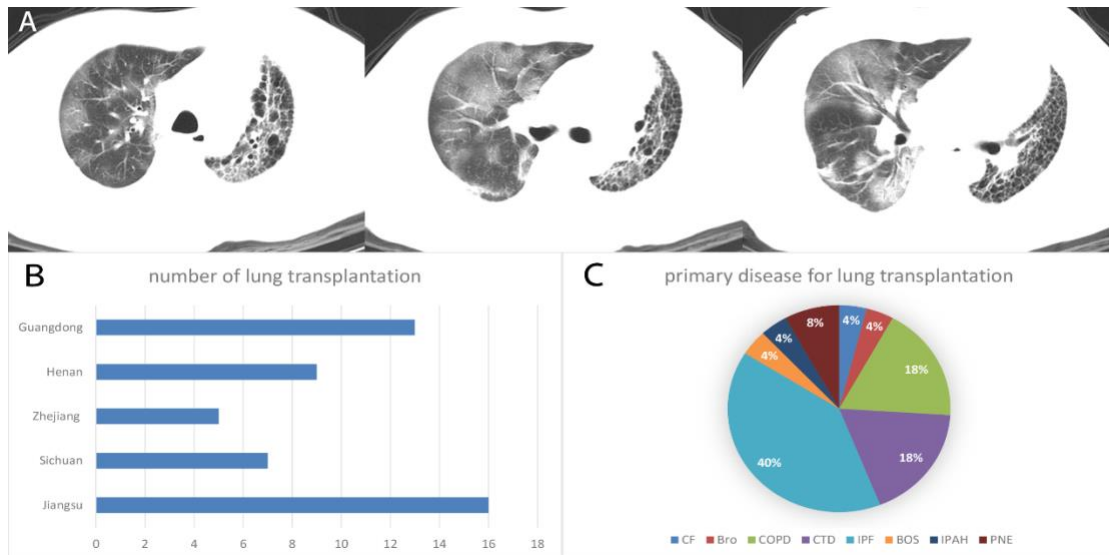 A
B
number of lung transplantation
Guangdong
Henan
Zhejiang
Sichuan
Jiangsu
0 2 4 6 8 10 12 14 16 18
C
primary disease for lung transplantation
4%
4%
18%
18%
40%
4%
4%
8%
CF Bro COPD CTD IPF BOS IPAH PNE